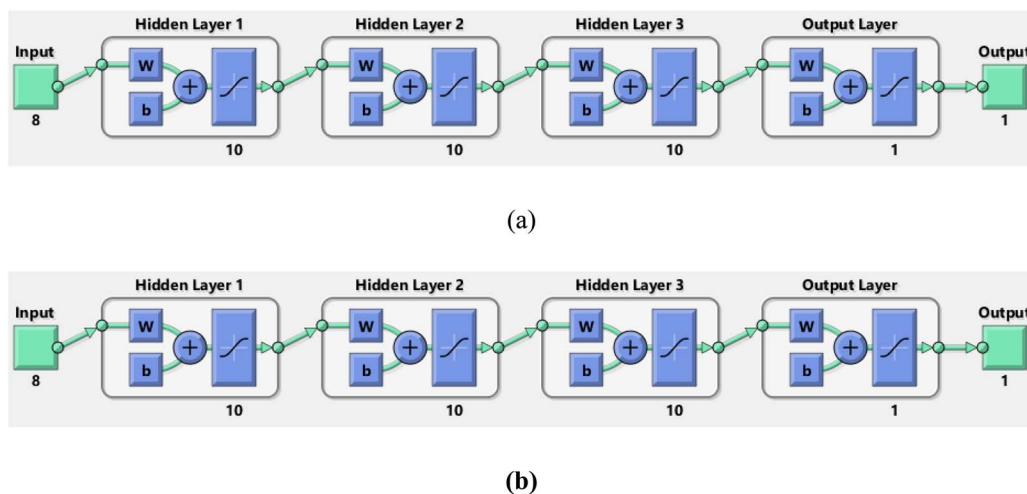 Hidden Layer 1 Hidden Layer 2 Hidden Layer 3 Output Layer
Input Output
W b + W b + W b + W b +
8 10 10 10 1 1
(a)
Hidden Layer 1 Hidden Layer 2 Hidden Layer 3 Output Layer
Input Output
W b + W b + W b + W b +
8 10 10 10 1 1
(b)